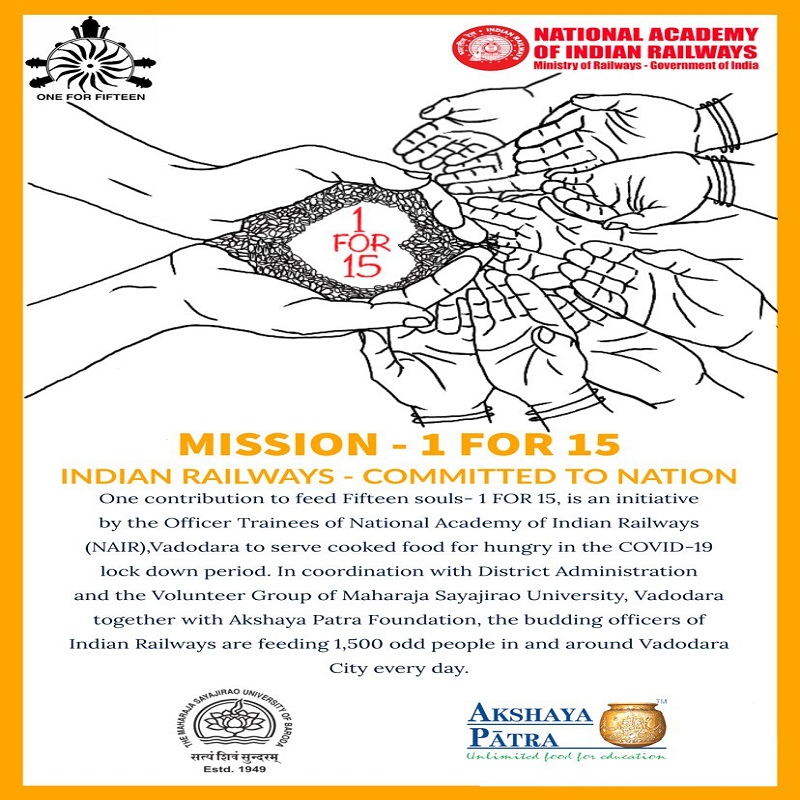 ONE FOR FIFTEEN
NATIONAL ACADEMY
OF INDIAN RAILWAYS
Ministry of Railways - Government of India
1
FOR
15
MISSION - 1 FOR 15
INDIAN RAILWAYS - COMMITTED TO NATION
One contribution to feed Fifteen souls- 1 FOR 15, is an initiative
by the Officer Trainees of National Academy of Indian Railways
(NAIR),Vadodara to serve cooked food for hungry in the COVID-19
lock down period. In coordination with District Administration
and the Volunteer Group of Maharaja Sayajirao University, Vadodara
together with Akshaya Patra Foundation, the budding officers of
Indian Railways are feeding 1,500 odd people in and around Vadodara
City every day.
THE MAHARAJA SAYAJIRAO UNIVERSITY OF BARODA
सत्यं शिवं सुन्दरम्
Estd. 1949
AKSHAYA
PĀTRA
TM
Unlimited food for education